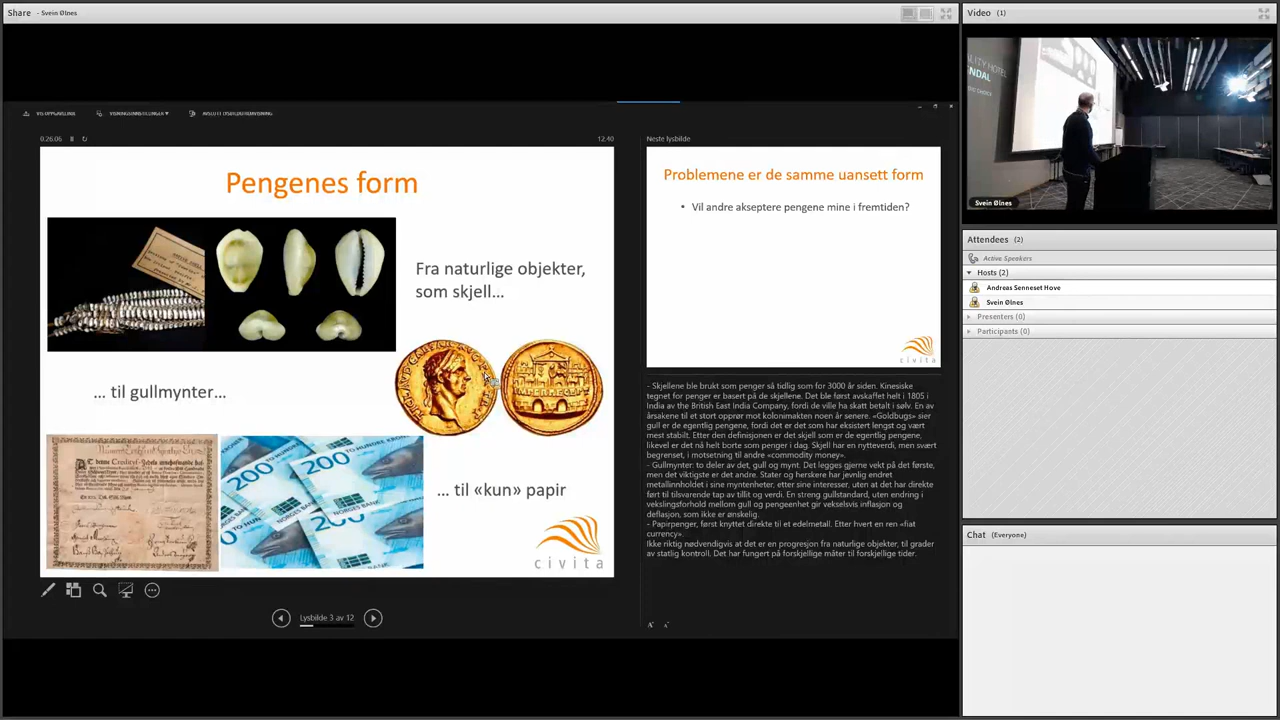 Share - Svein Ølnes
Video (1)
NDAL
Svein Ølnes
0.26.06
12.40
Neste lysbilde
Pengenes form
Fra naturlige objekter,
som skjell…
… til gullmynter…
… til «kun» papir
200
200
NORGES BANK
civita
Problemene er de samme uansett form
• Vil andre akseptere pengene mine i fremtiden?
civita
- Skjellene ble brukt som penger så tidlig som for 3000 år siden. Kinesiske
tegnet for penger er basert på de skjellene. Det ble først avskaffet helt i 1805 i
India av the British East India Company, fordi de ville ha skatt betalt i sølv. En av
årsakene til et stort opprør mot kolonimakten noen år senere. «Goldbugs» sier
gull er de egentlig pengene, fordi det er det som har eksistert lengst og vært
mest stabilt. Etter den definisjonen er det skjell som er de egentlig pengene,
likevel er det nå helt borte som penger i dag. Skjell har en nytteverdi, men svært
begrenset, i motsetning til andre «commodity money».
- Gullmynter: to deler av det, gull og mynt. Det legges gjerne vekt på det første,
men det viktigste er det andre. Stater og herskere har jevnlig endret
metallinnholdet i sine myntenheter, etter sine interesser, uten at det har direkte
ført til tilsvarende tap av tillit og verdi. En streng gullstandard, uten endring i
vekslingsforhold mellom gull og pengeenhet gir vekselsvis inflasjon og
deflasjon, som ikke er ønskelig.
- Papirpenger, først knyttet direkte til et edelmetall. Etter hvert en ren «fiat
currency».
Ikke riktig nødvendigvis at det er en progresjon fra naturlige objekter, til grader
av statlig kontroll. Det har fungert på forskjellige måter til forskjellige tider.
Lysbilde 3 av 12
Attendees (2)
Active Speakers
Hosts (2)
Andreas Senneset Hove
Svein Ølnes
Presenters (0)
Participants (0)
Chat (Everyone)